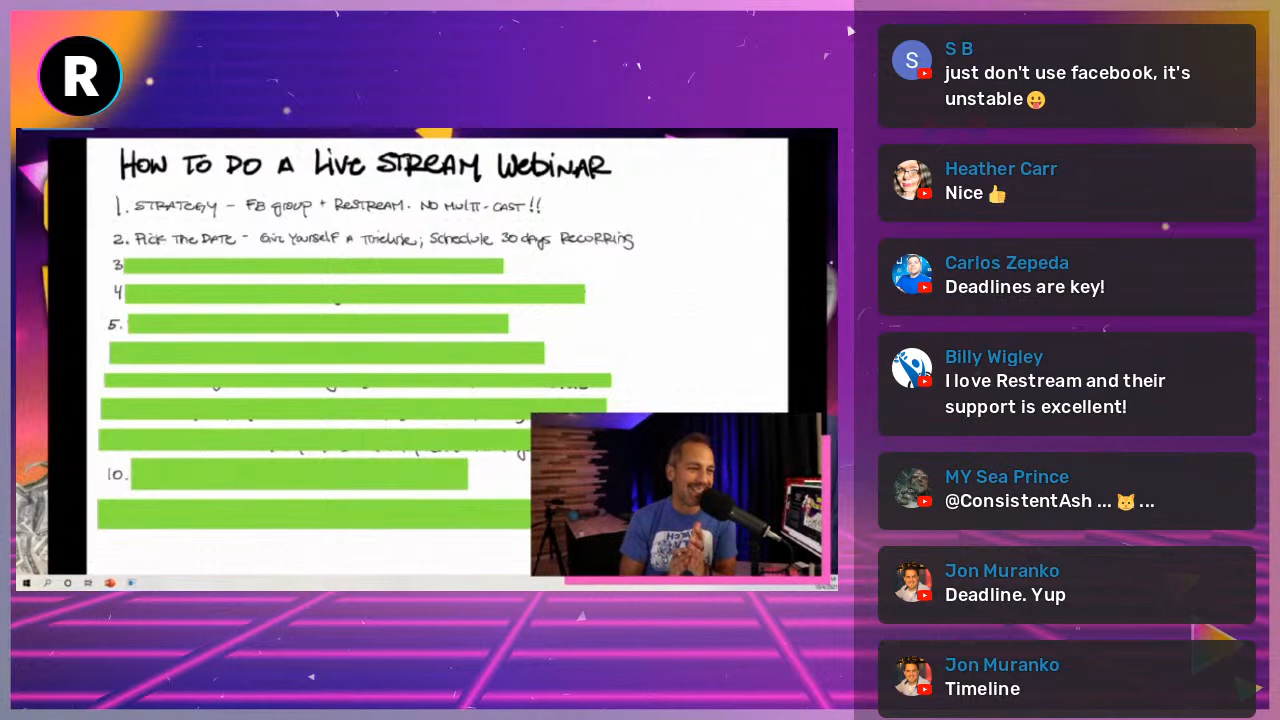 R
HOW TO DO A LIVE STREAM WEBINAR
1. STRATEGY - FB group + RESTREAM. NO MULTI-CAST!!
2. PICK THE DATE - Give Yourself A Timeline; Schedule 30 days RECORRING
3
4
5.
10.
S B
S
just don't use facebook, it's
unstable 😛
Heather Carr
Nice 👍
Carlos Zepeda
Deadlines are key!
Billy Wigley
I love Restream and their
support is excellent!
MY Sea Prince
@ConsistentAsh ... 🐱 ...
Jon Muranko
Deadline. Yup
Jon Muranko
Timeline